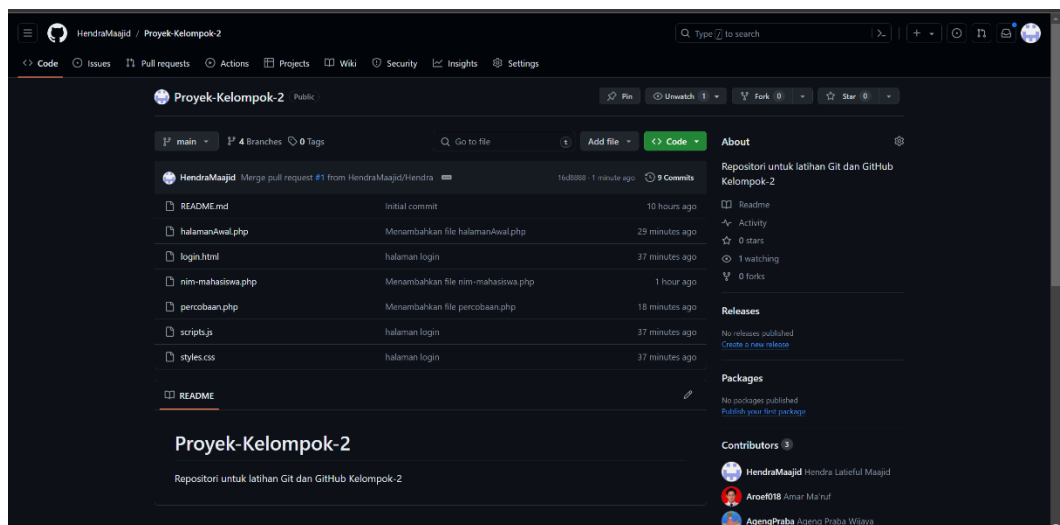 HendraMaajid / Proyek-Kelompok-2
Type / to search
Code Issues Pull requests Actions Projects Wiki Security Insights Settings
Proyek-Kelompok-2 Public
Pin Unwatch 1 Fork 0 Star 0
main 4 Branches 0 Tags Go to file t Add file Code
HendraMaajid Merge pull request #1 from HendraMaajid/Hendra 16d8888 · 1 minute ago 9 Commits
README.md Initial commit 10 hours ago
halamanAwal.php Menambahkan file halamanAwal.php 29 minutes ago
login.html halaman login 37 minutes ago
nim-mahasiswa.php Menambahkan file nim-mahasiswa.php 1 hour ago
percobaan.php Menambahkan file percobaan.php 18 minutes ago
scripts.js halaman login 37 minutes ago
styles.css halaman login 37 minutes ago
README
Proyek-Kelompok-2
Repositori untuk latihan Git dan GitHub Kelompok-2
About
Repositori untuk latihan Git dan GitHub
Kelompok-2
Readme
Activity
0 stars
1 watching
0 forks
Releases
No releases published
Create a new release
Packages
No packages published
Publish your first package
Contributors 3
HendraMaajid Hendra Latieful Maajid
Aroef018 Amar Ma'ruf
AgengPraba Ageng Praba Wijaya